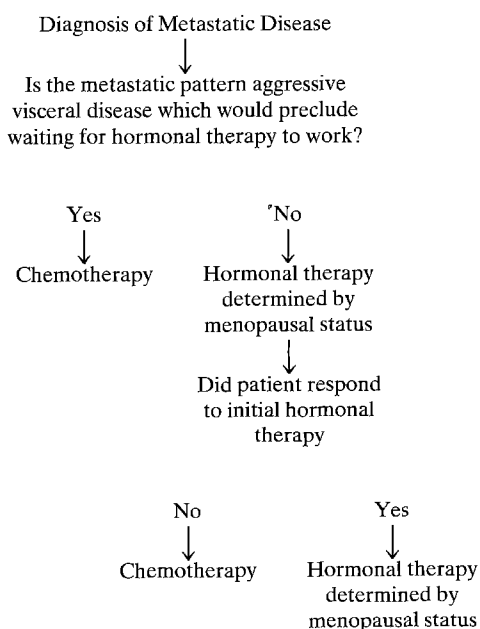 Diagnosis of Metastatic Disease
Is the metastatic pattern aggressive
visceral disease which would preclude
waiting for hormonal therapy to work?
Yes
No
Chemotherapy
Hormonal therapy
determined by
menopausal status
Did patient respond
to initial hormonal
therapy
No
Yes
Chemotherapy
Hormonal therapy
determined by
menopausal status